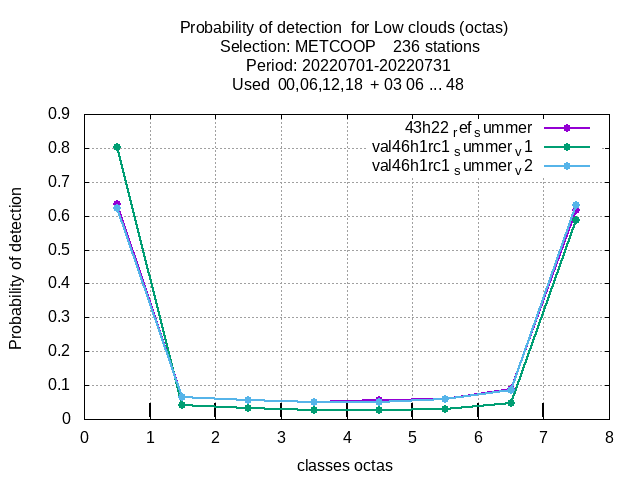 Probability of detection  for Low clouds (octas)
Selection: METCOOP    236 stations
Period: 20220701-20220731
Used  00,06,12,18  + 03 06 ... 48
43h22 ref summer
val46h1rc1 summer v1
val46h1rc1 summer v2
Probability of detection
0.9
0.8
0.7
0.6
0.5
0.4
0.3
0.2
0.1
0
0 1 2 3 4 5 6 7 8
classes octas